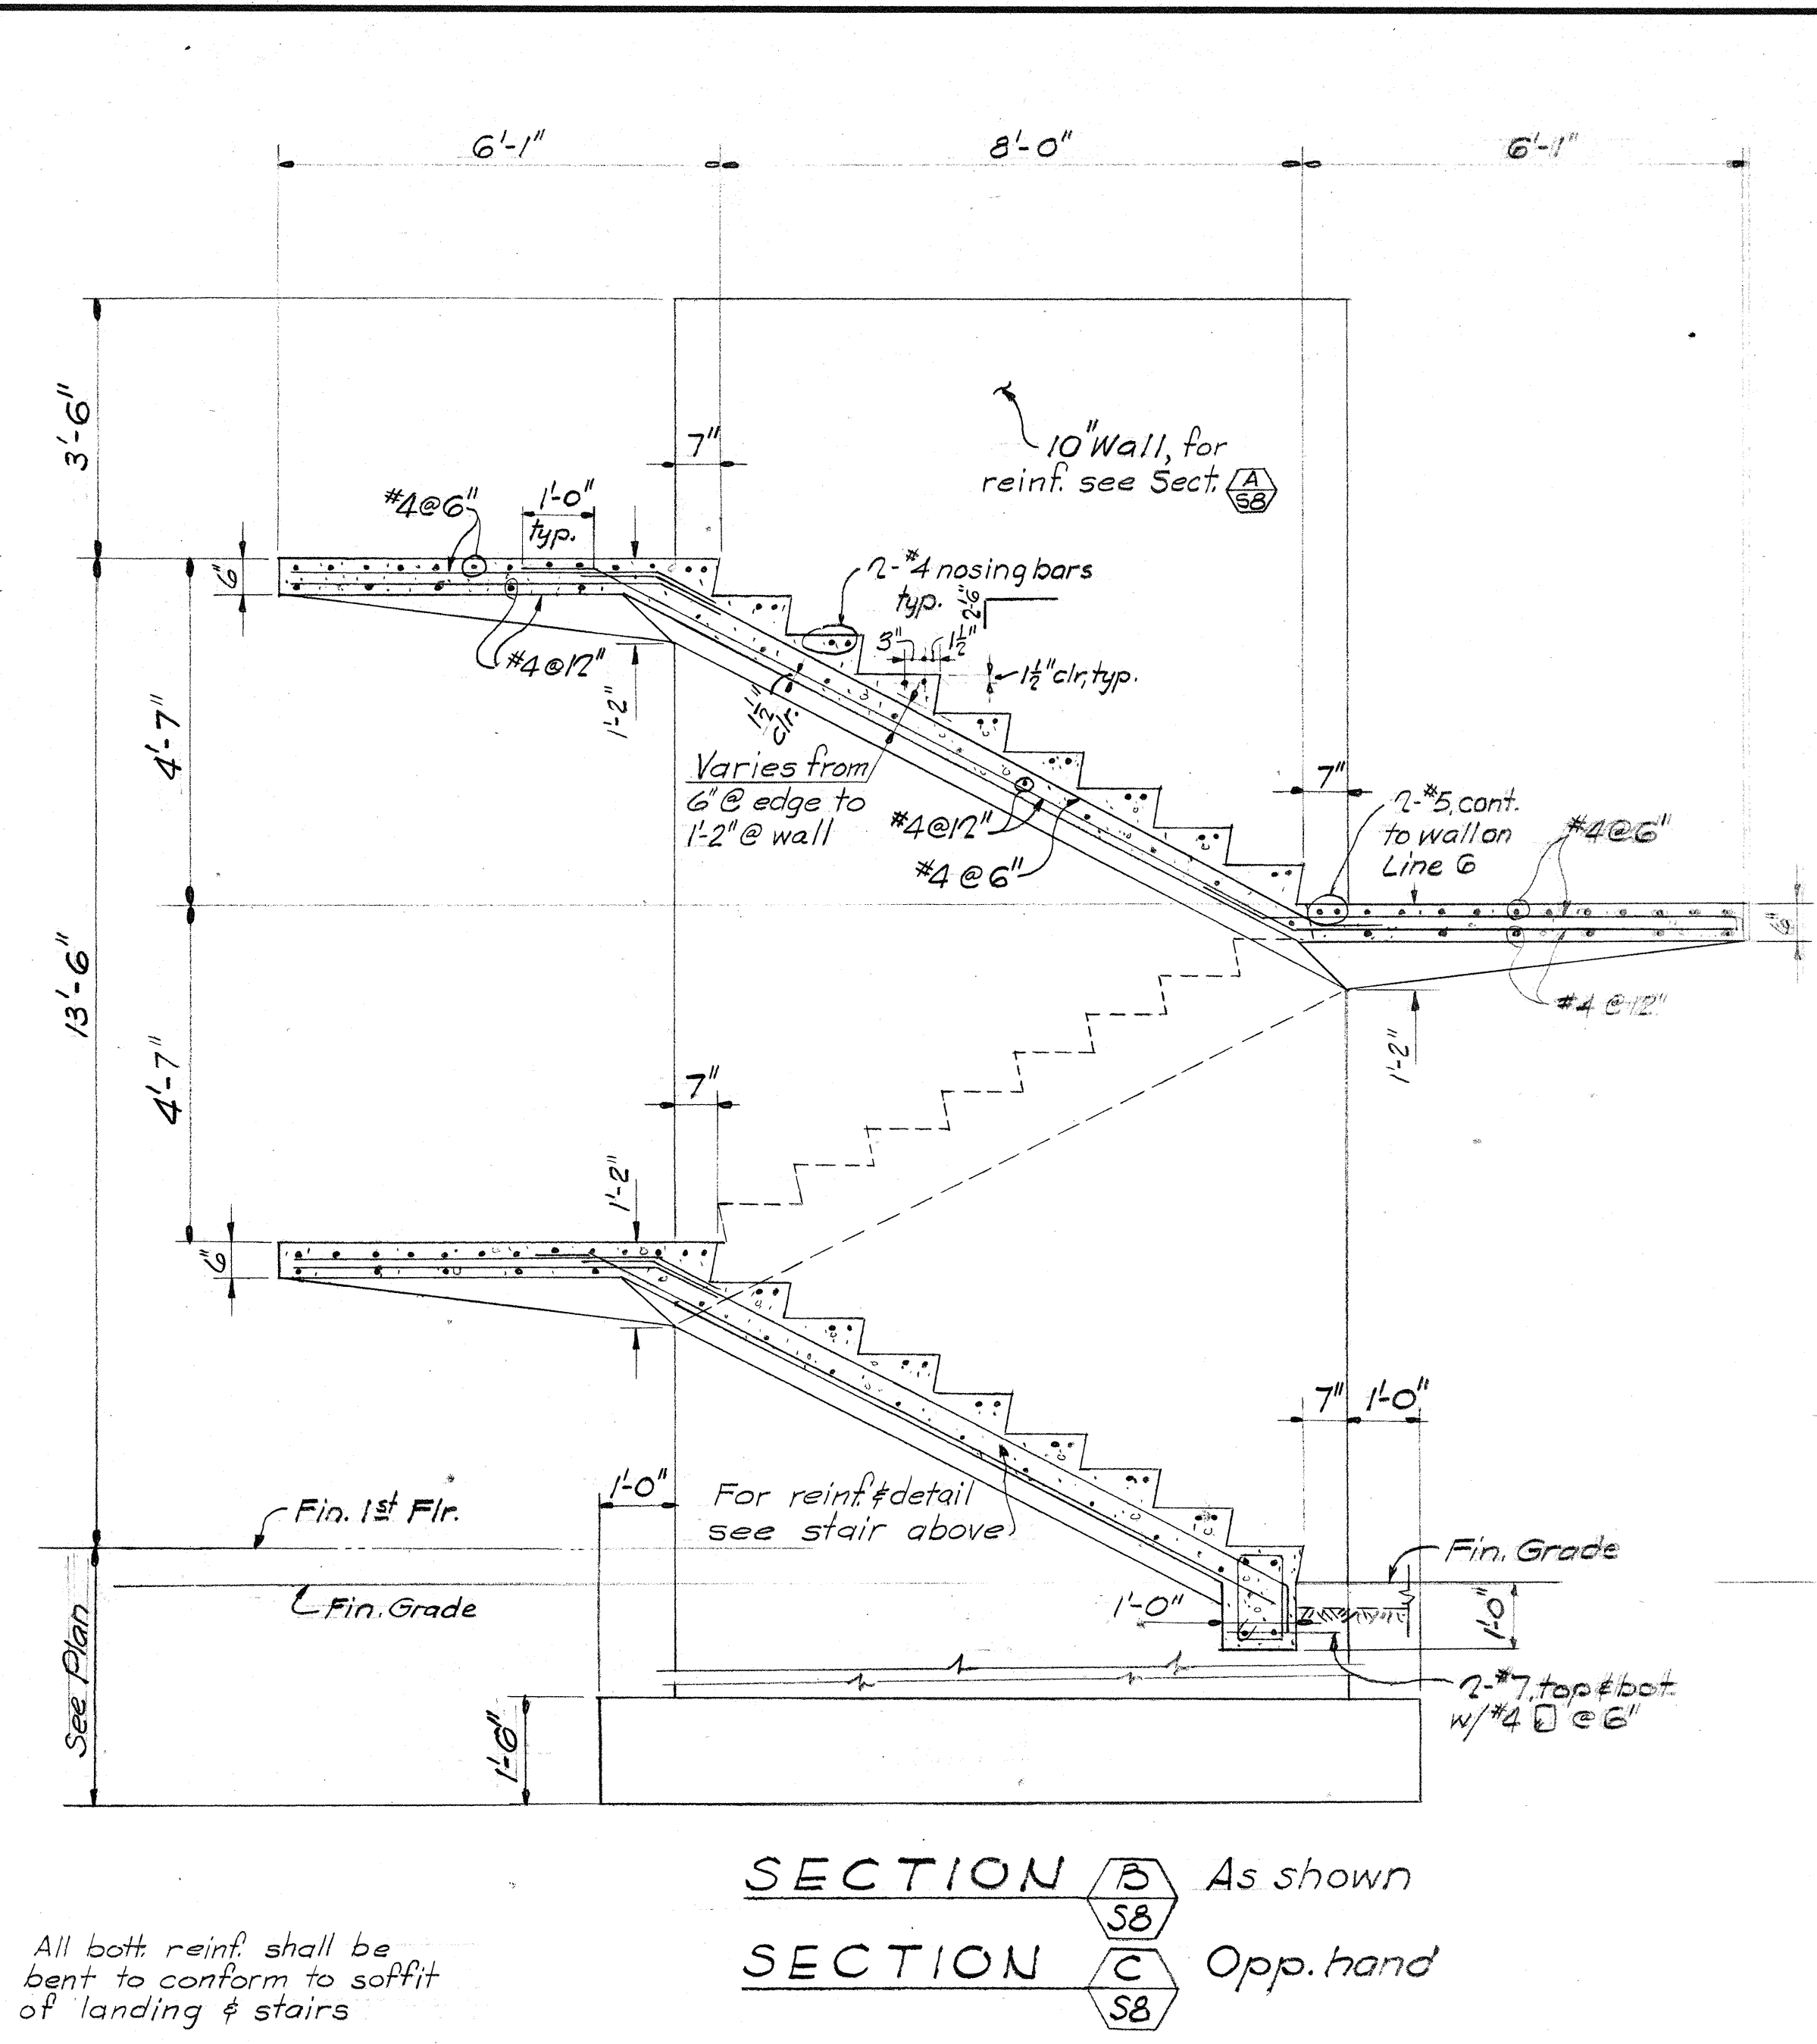 6'-1"
8'-0"
6'-1"
3'-6"
7"
10" Wall, for
reinf. see Sect. A
S8
#4@6"
1'-0"
typ.
6"
2-#4 nosing bars
typ.
2'-6"
3"
1½"
1½" clr, typ.
#4@12"
1'-2"
1½"
clr.
4'-7"
Varies from
6" @ edge to
1'-2" @ wall
#4@12"
#4 @ 6"
7"
2-#5, cont.
to wall on
Line 6
#4@6"
6"
#4 @ 12"
1'-2"
13'-6"
4'-7"
7"
1'-2"
6"
7"
1'-0"
1'-0"
For reinf. & detail
see stair above
Fin. 1st Flr.
Fin. Grade
Fin. Grade
1'-0"
1'-0"
See Plan
1'-6"
2-#7, top & bot.
w/ #4 @ 6"
SECTION B As shown
S8
SECTION C Opp. hand
S8
All bott. reinf. shall be
bent to conform to soffit
of landing & stairs